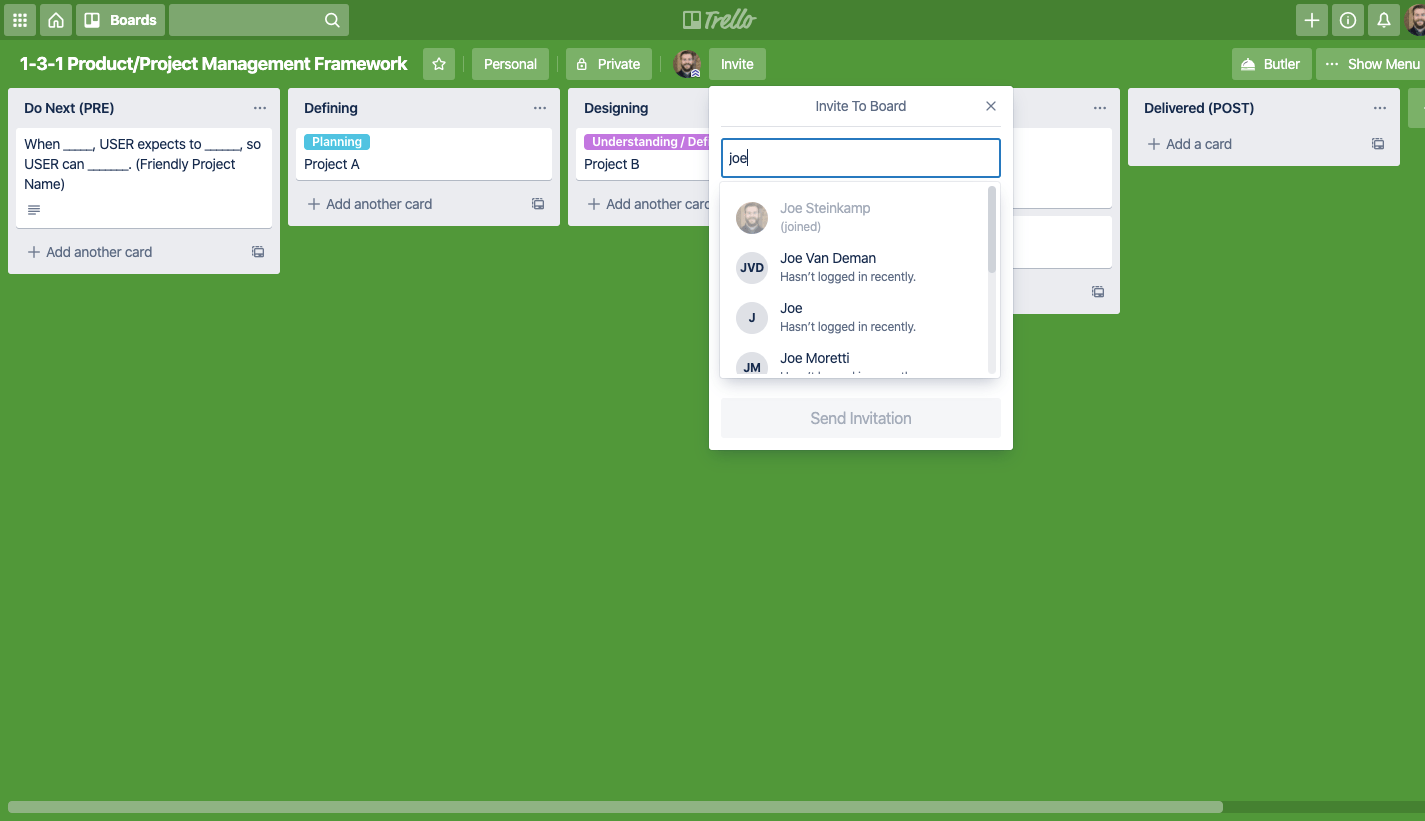 Boards
Trello
1-3-1 Product/Project Management Framework
Personal
Private
Invite
Butler
Show Menu
Do Next (PRE)
When _____, USER expects to ______, so
USER can _______. (Friendly Project
Name)
Add another card
Defining
Planning
Project A
Add another card
Designing
Understanding / Defi
Project B
Add another card
Invite To Board
joe
Joe Steinkamp
(joined)
JVD
Joe Van Deman
Hasn't logged in recently.
J
Joe
Hasn't logged in recently.
JM
Joe Moretti
Send Invitation
Delivered (POST)
Add a card